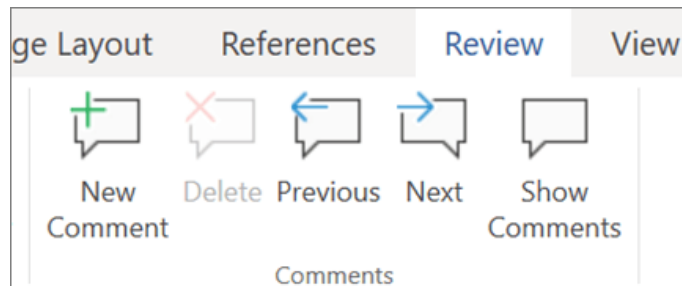 ge Layout References Review View
New Comment
Delete
Previous
Next
Show Comments
Comments